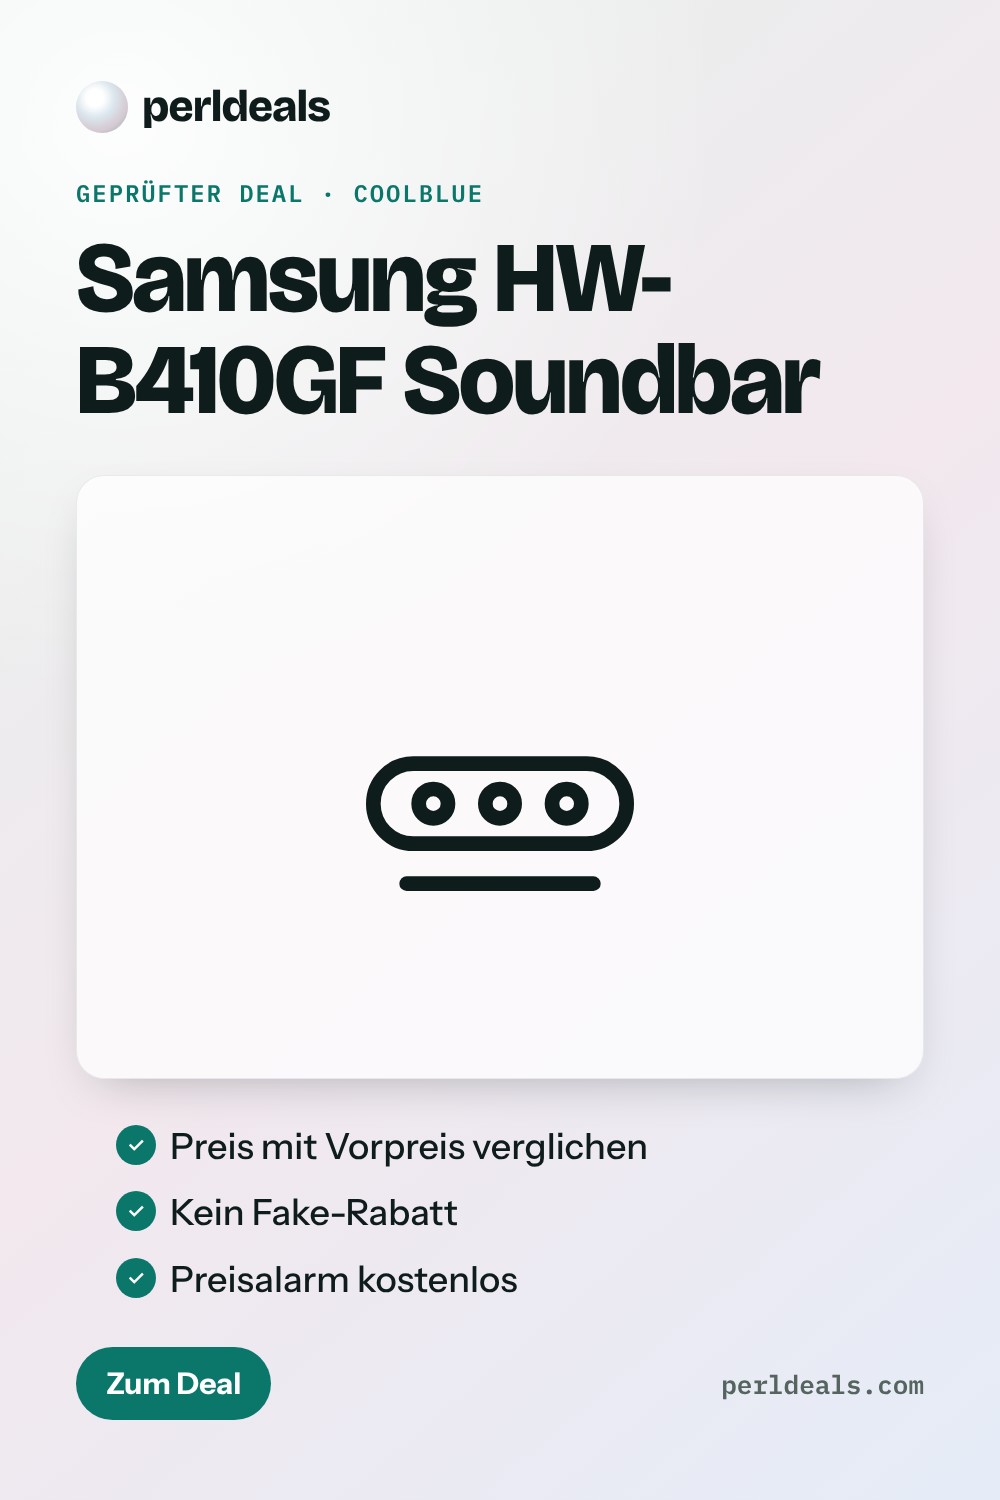 perldeals
GEPRÜFTER DEAL · COOLBLUE
Samsung HW-
B410GF Soundbar
Preis mit Vorpreis verglichen
Kein Fake-Rabatt
Preisalarm kostenlos
Zum Deal
perldeals.com